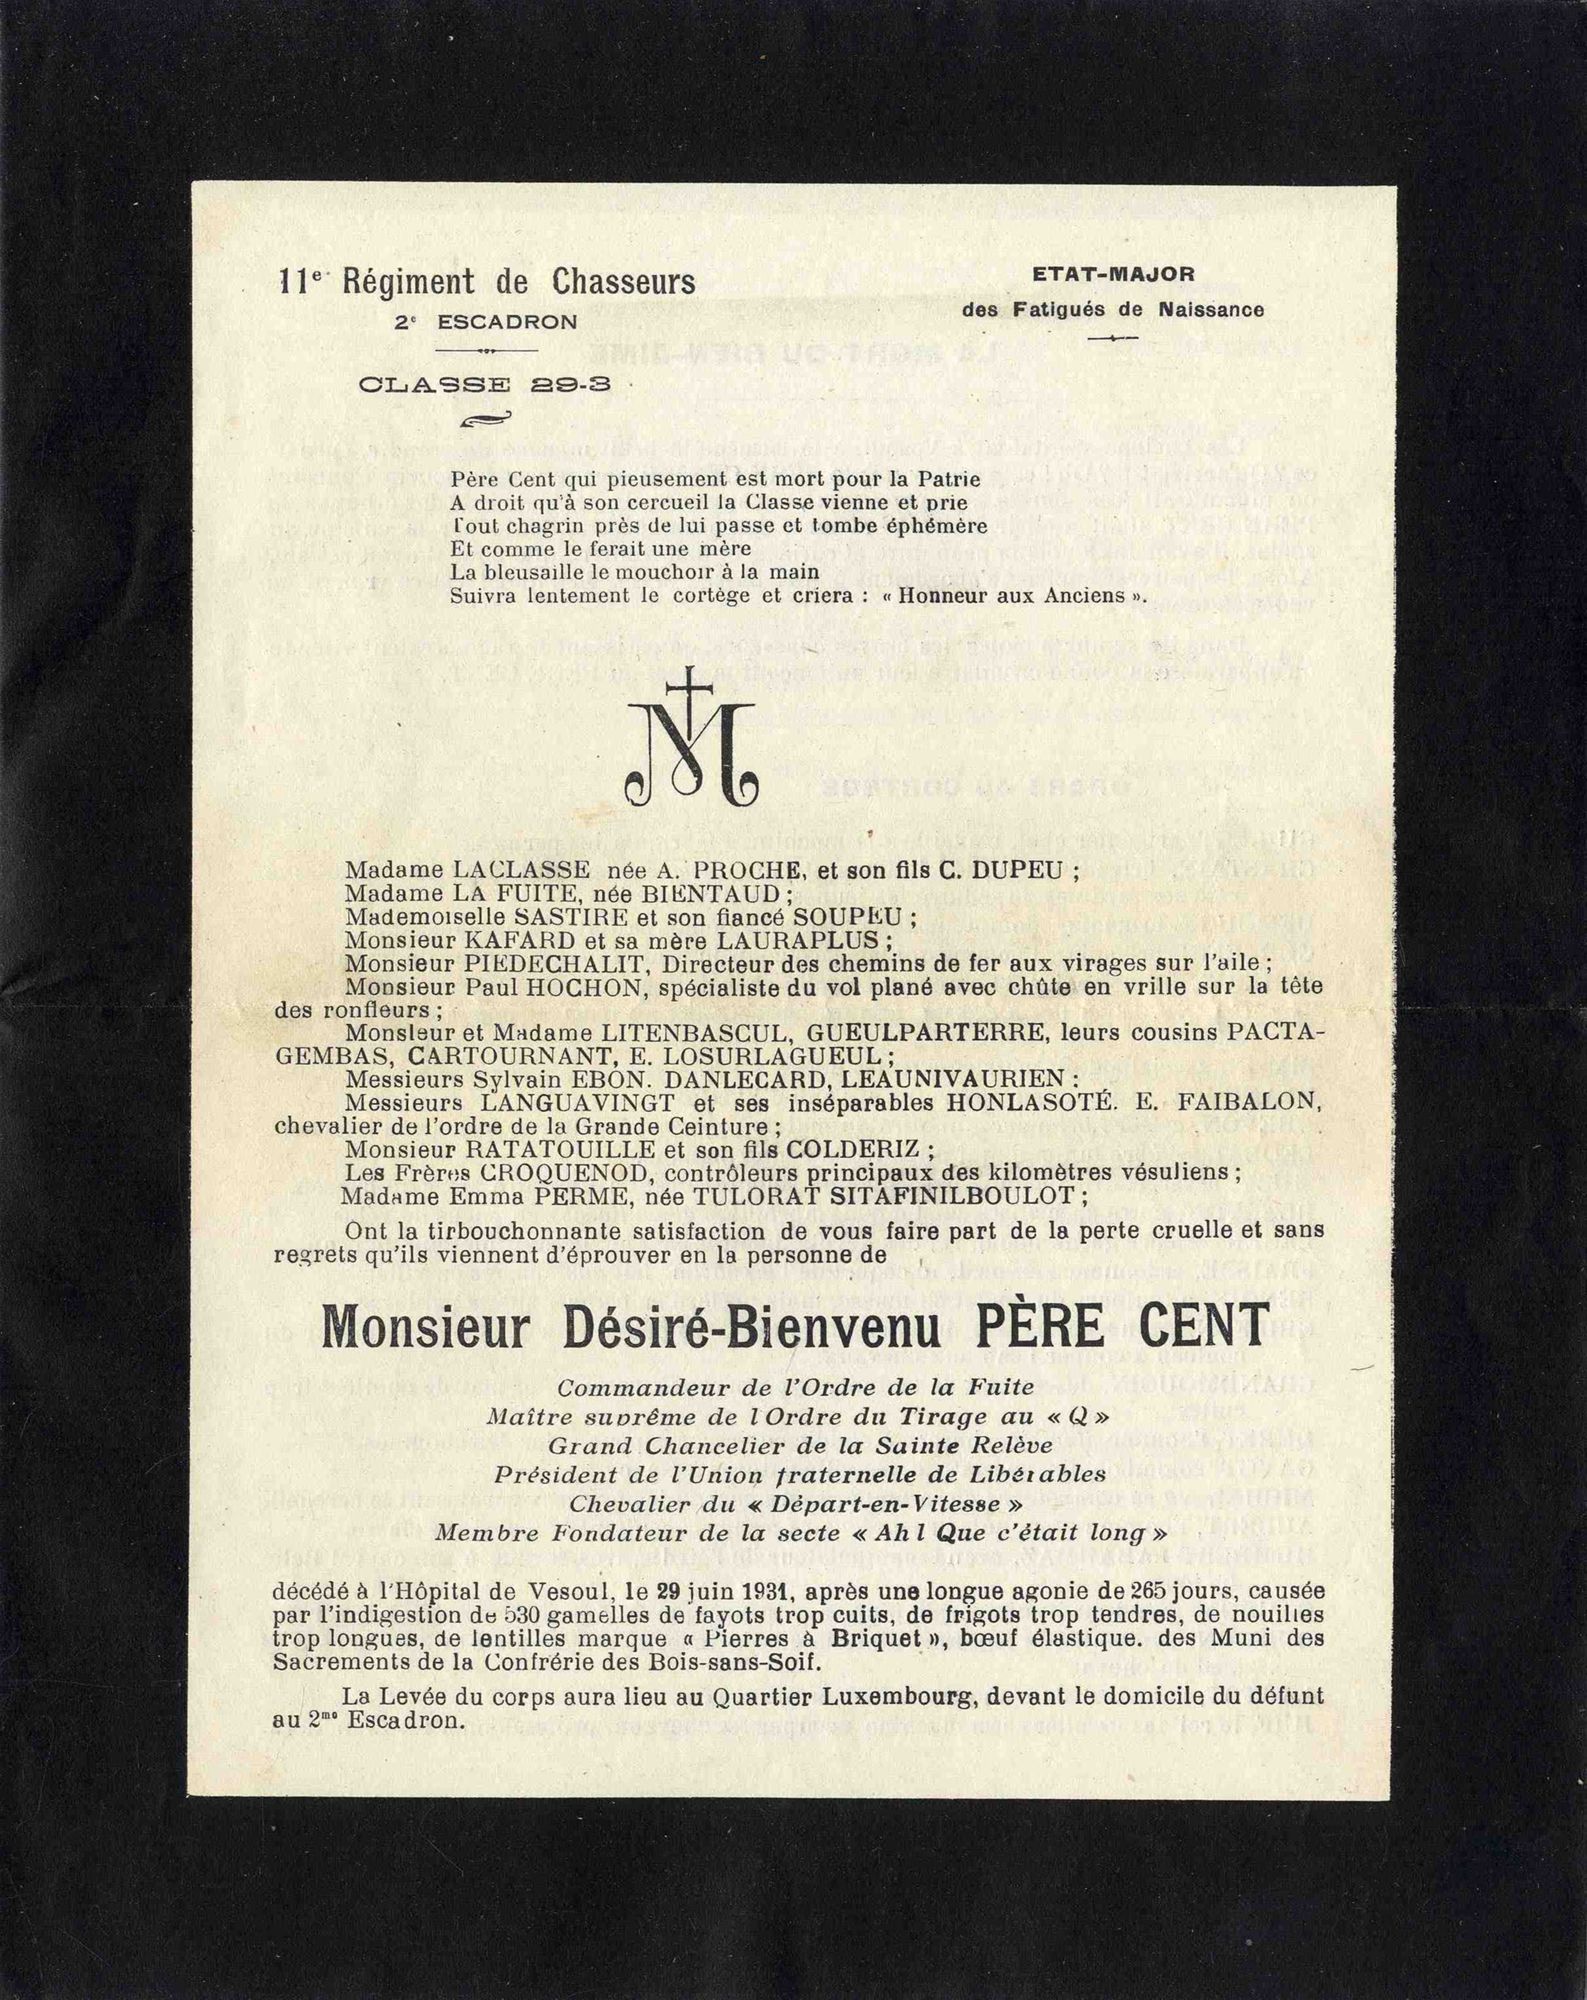 11e Régiment de Chasseurs
2e ESCADRON
CLASSE 29-3
ETAT-MAJOR
des Fatigués de Naissance
Père Cent qui pieusement est mort pour la Patrie
A droit qu'à son cercueil la Classe vienne et prie
Tout chagrin près de lui passe et tombe éphémère
Et comme le ferait une mère
La bleusaille le mouchoir à la main
Suivra lentement le cortège et criera : « Honneur aux Anciens ».
M
Madame LACLASSE née A. PROCHE, et son fils C. DUPEU ;
Madame LA FUITE, née BIENTAUD ;
Mademoiselle SASTIRE et son fiancé SOUPEU ;
Monsieur KAFARD et sa mère LAURAPLUS ;
Monsieur PIEDECHALIT, Directeur des chemins de fer aux virages sur l'aile ;
Monsieur Paul HOCHON, spécialiste du vol plané avec chûte en vrille sur la tête
des ronfleurs ;
Monsieur et Madame LITENBASCUL, GUEULPARTERRE, leurs cousins PACTA-
GEMBAS, CARTOURNANT, E. LOSURLAGUEUL ;
Messieurs Sylvain EBON. DANLECARD, LEAUNIVAURIEN :
Messieurs LANGUAVINGT et ses inséparables HONLASOTÉ. E. FAIBALON,
chevalier de l'ordre de la Grande Ceinture ;
Monsieur RATATOUILLE et son fils COLDERIZ ;
Les Frères CROQUENOD, contrôleurs principaux des kilomètres vésuliens ;
Madame Emma PERME, née TULORAT SITAFINILBOULOT ;
Ont la tirbouchonnante satisfaction de vous faire part de la perte cruelle et sans
regrets qu'ils viennent d'éprouver en la personne de
Monsieur Désiré-Bienvenu PÈRE CENT
Commandeur de l'Ordre de la Fuite
Maître suprême de l Ordre du Tirage au « Q »
Grand Chancelier de la Sainte Relève
Président de l'Union fraternelle de Libérables
Chevalier du « Départ-en-Vitesse »
Membre Fondateur de la secte « Ah ! Que c'était long »
décédé à l'Hôpital de Vesoul, le 29 juin 1931, après une longue agonie de 265 jours, causée
par l'indigestion de 530 gamelles de fayots trop cuits, de frigots trop tendres, de nouilles
trop longues, de lentilles marque « Pierres à Briquet », bœuf élastique. des Muni des
Sacrements de la Confrérie des Bois-sans-Soif.
La Levée du corps aura lieu au Quartier Luxembourg, devant le domicile du défunt
au 2me Escadron.